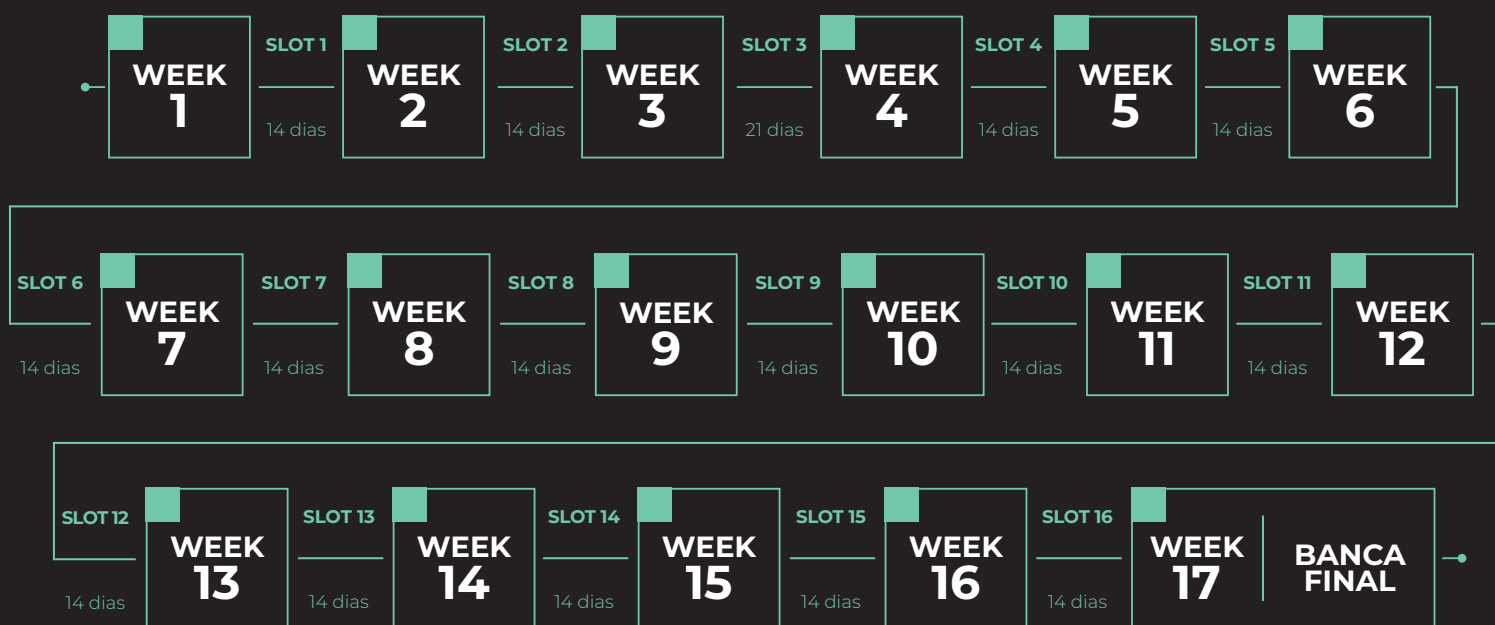 SLOT 1
SLOT 2
SLOT 3
SLOT 4
SLOT 5
WEEK
1
WEEK
2
WEEK
3
WEEK
4
WEEK
5
WEEK
6
14 dias
14 dias
21 dias
14 dias
14 dias
SLOT 6
SLOT 7
SLOT 8
SLOT 9
SLOT 10
SLOT 11
WEEK
7
WEEK
8
WEEK
9
WEEK
10
WEEK
11
WEEK
12
14 dias
14 dias
14 dias
14 dias
14 dias
14 dias
SLOT 12
SLOT 13
SLOT 14
SLOT 15
SLOT 16
WEEK
13
WEEK
14
WEEK
15
WEEK
16
WEEK
17
BANCA
FINAL
14 dias
14 dias
14 dias
14 dias
14 dias